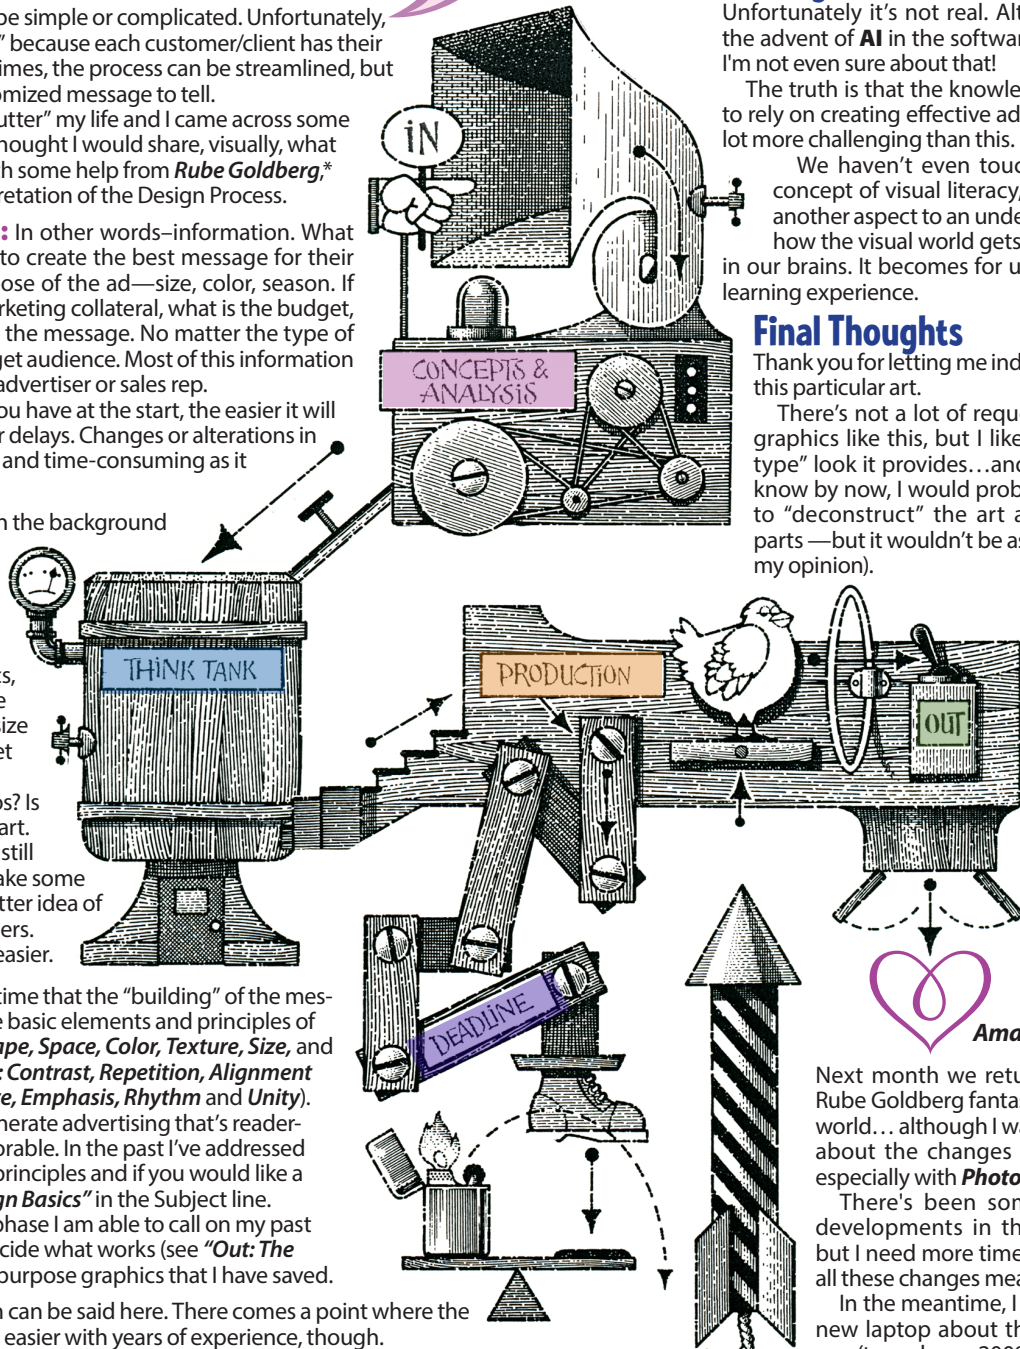 be simple or complicated. Unfortunately,
” because each customer/client has their
imes, the process can be streamlined, but
omized message to tell.
utter” my life and I came across some
hought I would share, visually, what
h some help from Rube Goldberg,*
retation of the Design Process.
: In other words–information. What
to create the best message for their
ose of the ad—size, color, season. If
rketing collateral, what is the budget,
the message. No matter the type of
get audience. Most of this information
advertiser or sales rep.
ou have at the start, the easier it will
r delays. Changes or alterations in
and time-consuming as it
n the background
ts,
e
size
et
os? Is
art.
still
ake some
tter idea of
ers.
easier.
time that the “building” of the mes-
e basic elements and principles of
ape, Space, Color, Texture, Size, and
: Contrast, Repetition, Alignment
e, Emphasis, Rhythm and Unity).
nerate advertising that’s reader-
orable. In the past I’ve addressed
principles and if you would like a
gn Basics” in the Subject line.
phase I am able to call on my past
cide what works (see “Out: The
purpose graphics that I have saved.
n can be said here. There comes a point where the
easier with years of experience, though.
IN
CONCEPTS &
ANALYSIS
THINK TANK
PRODUCTION
OUT
DEADLINE
Unfortunately it’s not real. Alt
the advent of AI in the softwar
I'm not even sure about that!
The truth is that the knowle
to rely on creating effective ad
lot more challenging than this.
We haven’t even touc
concept of visual literacy,
another aspect to an unde
how the visual world gets
in our brains. It becomes for u
learning experience.
Final Thoughts
Thank you for letting me ind
this particular art.
There’s not a lot of requ
graphics like this, but I like
type” look it provides…and
know by now, I would prob
to “deconstruct” the art a
parts —but it wouldn’t be as
my opinion).
Ama
Next month we retu
Rube Goldberg fantas
world… although I wa
about the changes
especially with Photo
There's been som
developments in th
but I need more time
all these changes mea
In the meantime, I
new laptop about th